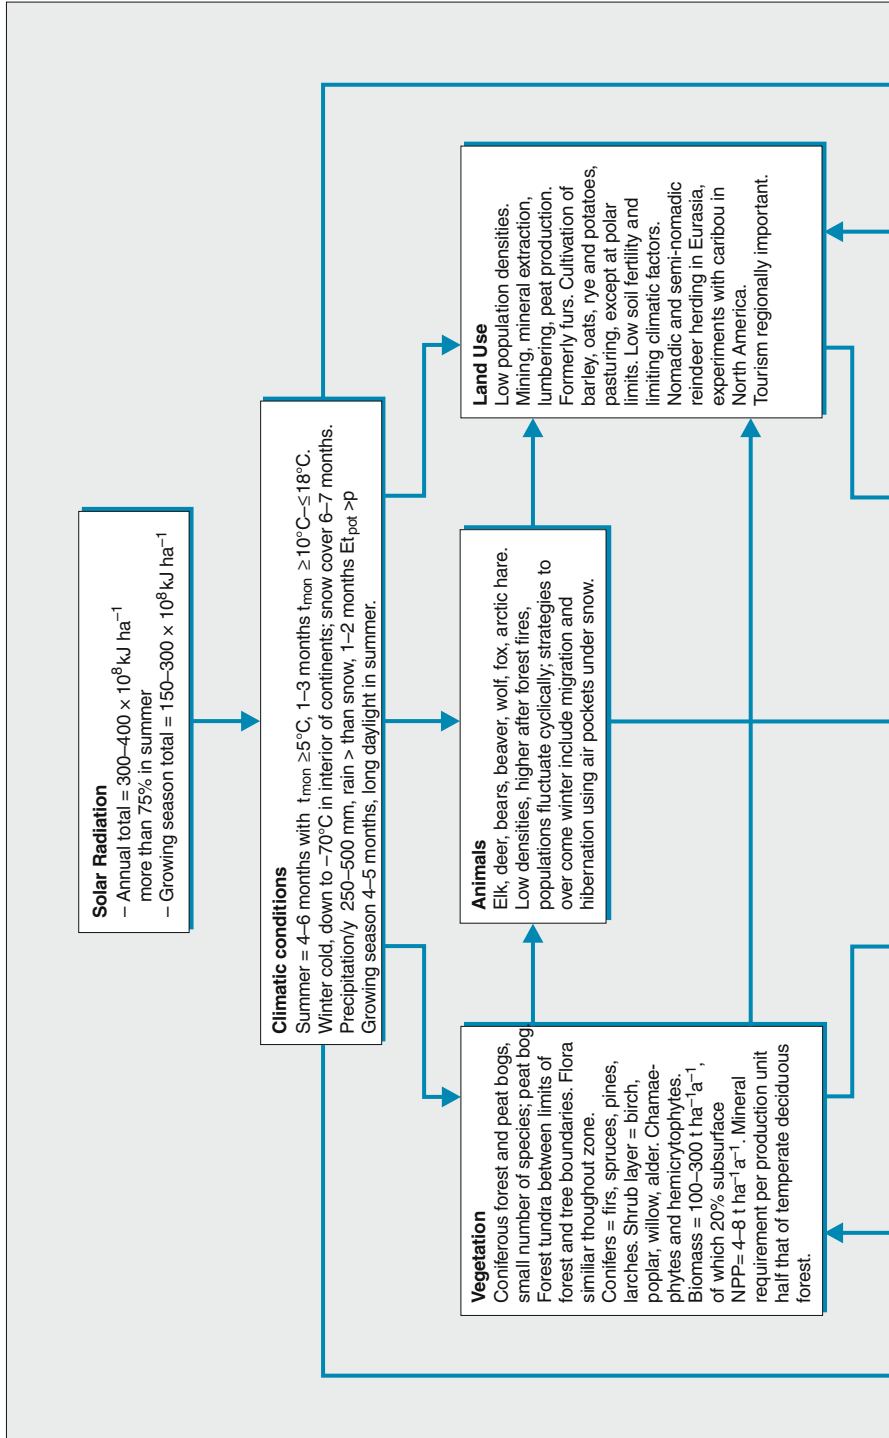 Solar Radiation
– Annual total = 300–400 × 10⁸ kJ ha⁻¹
more than 75% in summer
– Growing season total = 150–300 × 10⁸ kJ ha⁻¹
Climatic conditions
Summer = 4–6 months with t_mon ≥5°C, 1–3 months t_mon ≥10°C–≤18°C.
Winter cold, down to –70°C in interior of continents; snow cover 6–7 months.
Precipitation/y 250–500 mm, rain > than snow, 1–2 months Et_pot >p
Growing season 4–5 months, long daylight in summer.
Vegetation
Coniferous forest and peat bogs,
small number of species; peat bog.
Forest tundra between limits of
forest and tree boundaries. Flora
similiar thoughout zone.
Conifers = firs, spruces, pines,
larches. Shrub layer = birch,
poplar, willow, alder. Chamae-
phytes and hemicrytophytes.
Biomass = 100–300 t ha⁻¹a⁻¹,
of which 20% subsurface
NPP= 4–8 t ha⁻¹a⁻¹. Mineral
requirement per production unit
half that of temperate deciduous
forest.
Animals
Elk, deer, bears, beaver, wolf, fox, arctic hare.
Low densities, higher after forest fires,
populations fluctuate cyclically; strategies to
over come winter include migration and
hibernation using air pockets under snow.
Land Use
Low population densities.
Mining, mineral extraction,
lumbering, peat production.
Formerly furs. Cultivation of
barley, oats, rye and potatoes,
pasturing, except at polar
limits. Low soil fertility and
limiting climatic factors.
Nomadic and semi-nomadic
reindeer herding in Eurasia,
experiments with caribou in
North America.
Tourism regionally important.